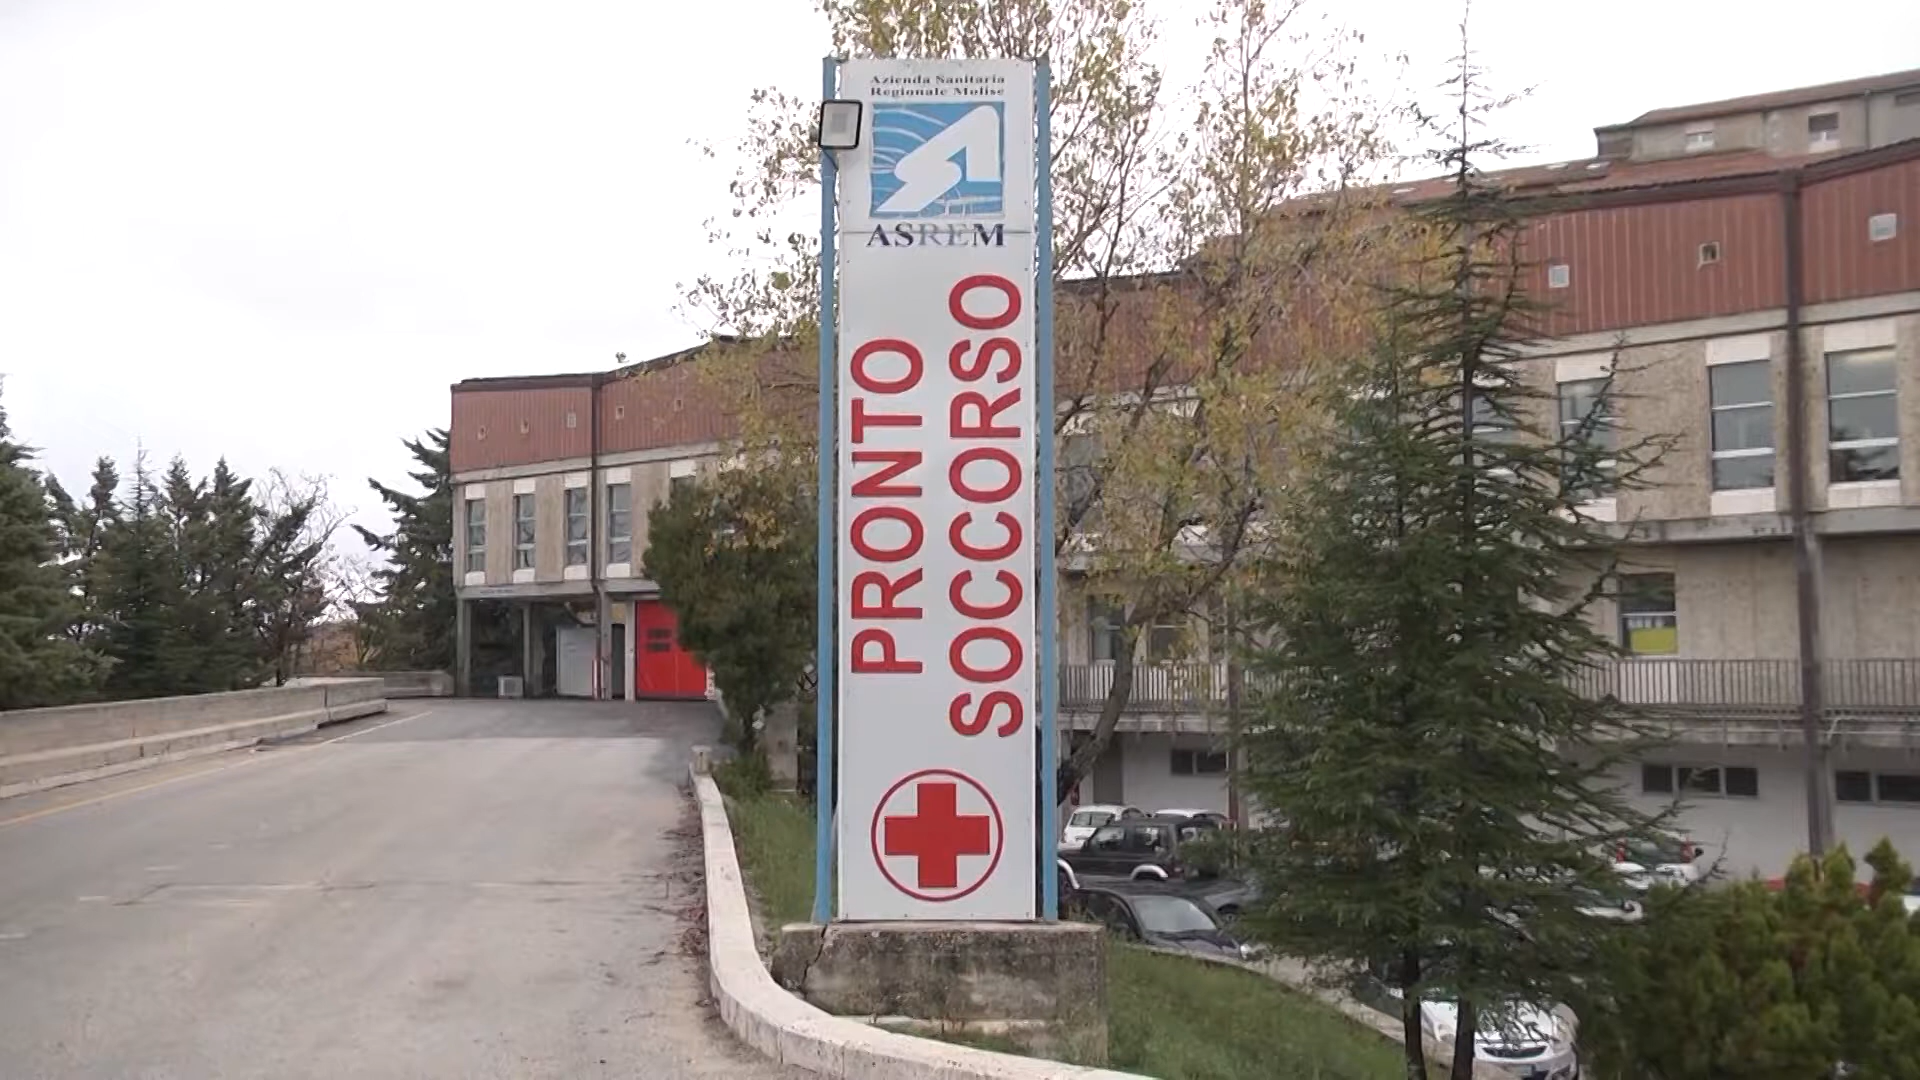 Azienda Sanitaria
Regionale Molise
ASREM
PRONTO
SOCCORSO